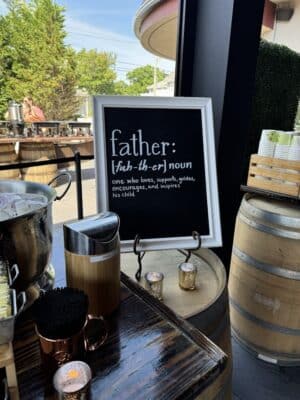 father:
[fah-th-er] noun
one who loves, supports, guides,
encourages, and inspires
his child.